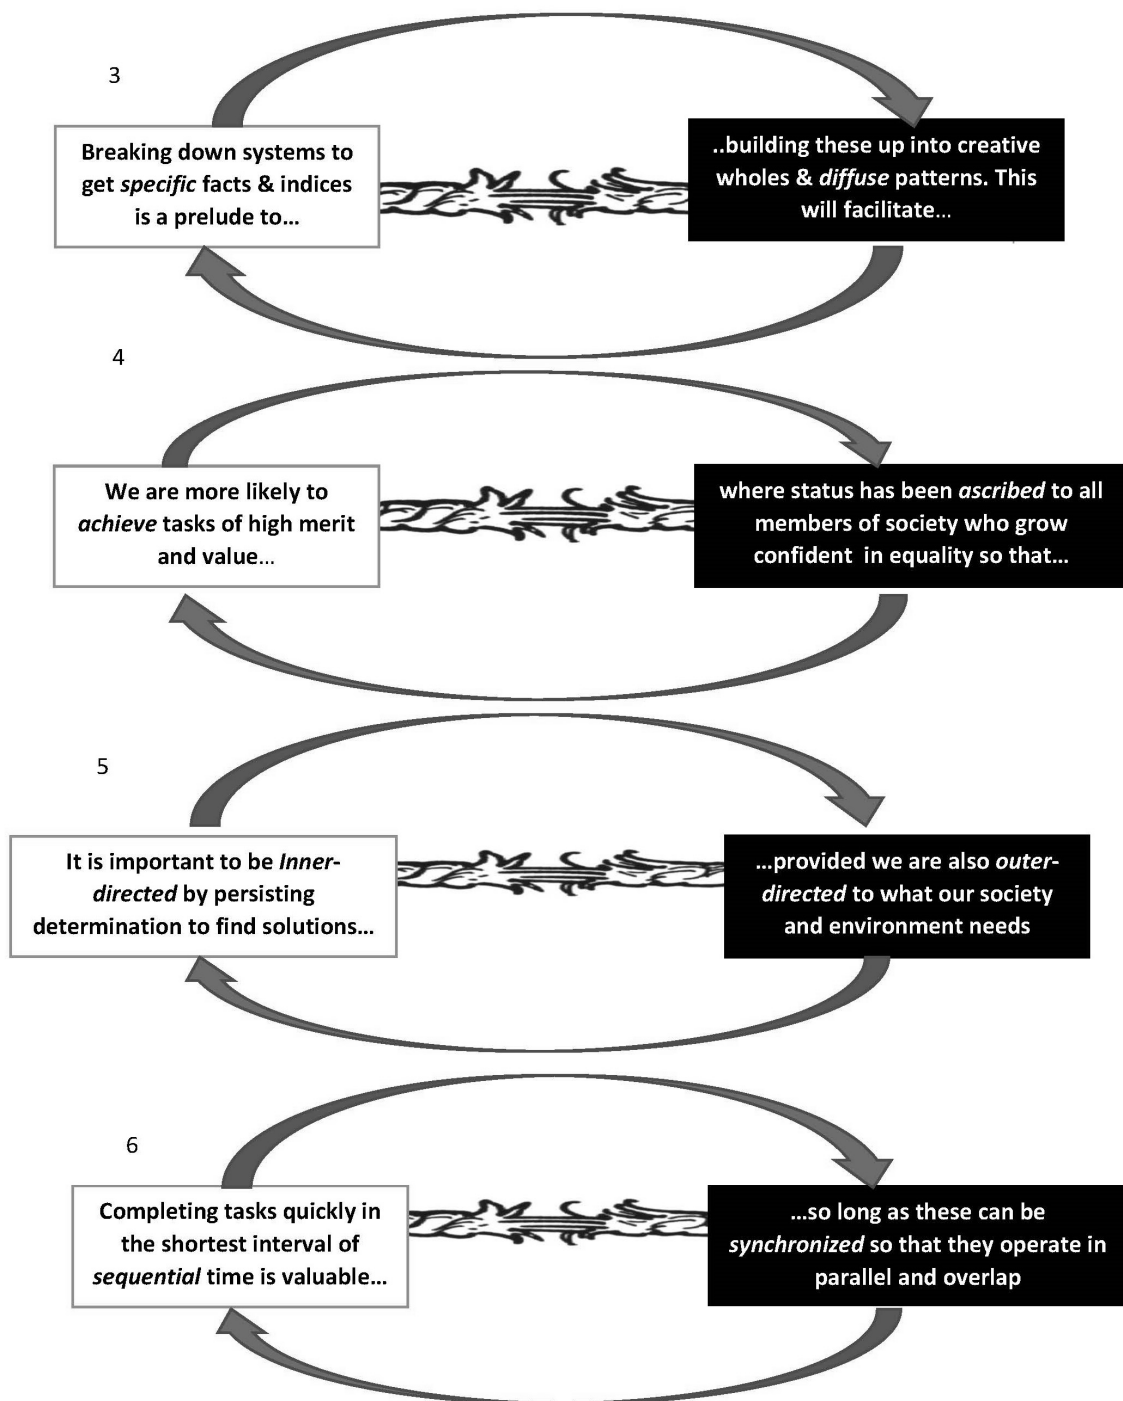 3
Breaking down systems to
get specific facts & indices
is a prelude to...
..building these up into creative
wholes & diffuse patterns. This
will facilitate...
4
We are more likely to
achieve tasks of high merit
and value...
where status has been ascribed to all
members of society who grow
confident in equality so that...
5
It is important to be Inner-
directed by persisting
determination to find solutions...
...provided we are also outer-
directed to what our society
and environment needs
6
Completing tasks quickly in
the shortest interval of
sequential time is valuable...
...so long as these can be
synchronized so that they operate in
parallel and overlap